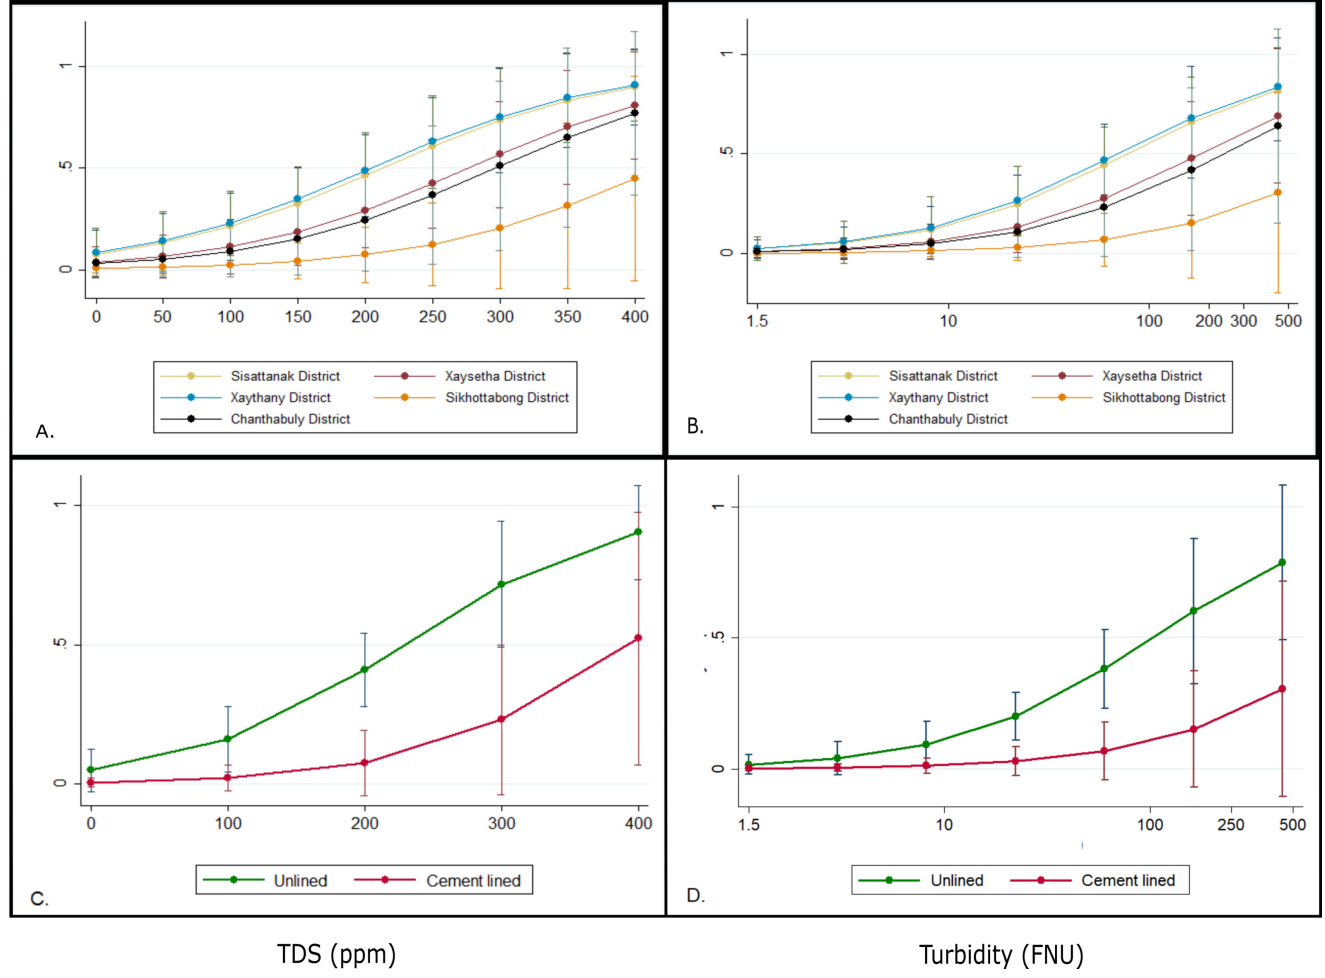 1
.5
0
0 50 100 150 200 250 300 350 400
Sisattanak District Xaysetha District
Xaythany District Sikhottabong District
Chanthabuly District
A.
1
.5
0
1.5 10 100 200 300 500
Sisattanak District Xaysetha District
Xaythany District Sikhottabong District
Chanthabuly District
B.
1
.5
0
0 100 200 300 400
Unlined Cement lined
C.
1
.5
0
1.5 10 100 250 500
Unlined Cement lined
D.
TDS (ppm)
Turbidity (FNU)